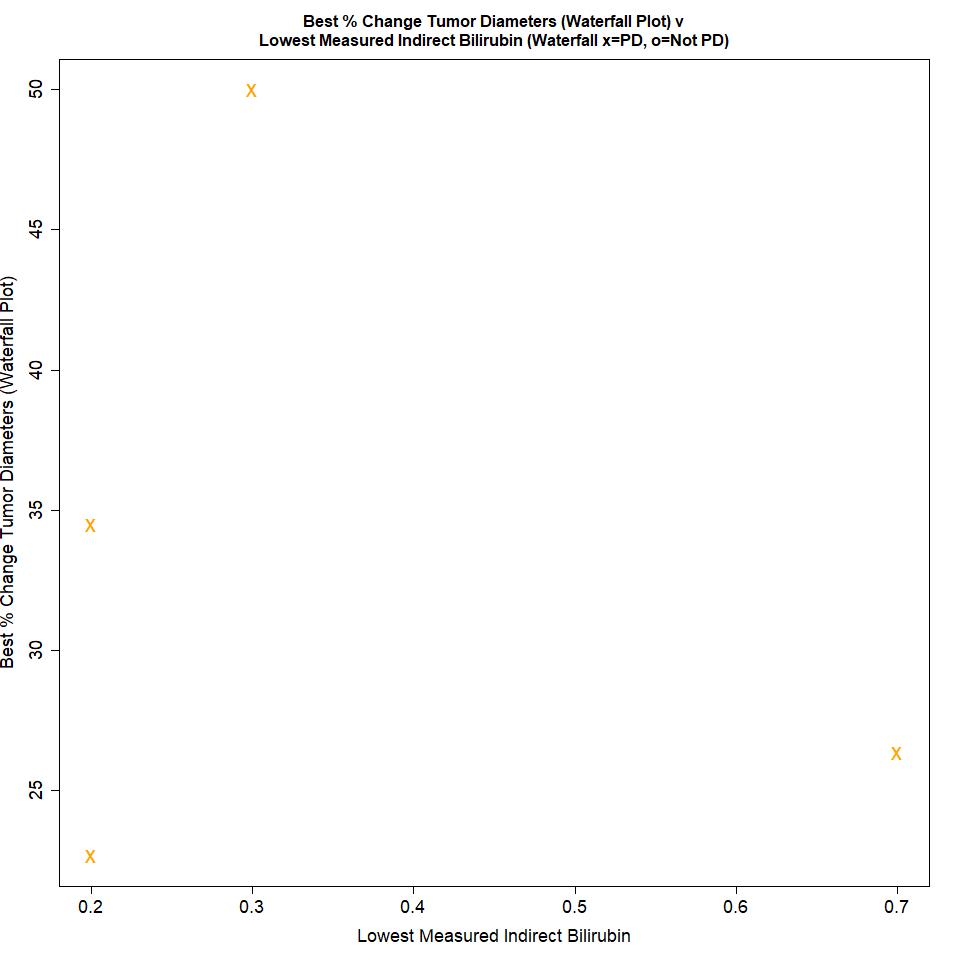 Best % Change Tumor Diameters (Waterfall Plot) v
Lowest Measured Indirect Bilirubin (Waterfall x=PD, o=Not PD)
Best % Change Tumor Diameters (Waterfall Plot)
50
45
40
35
30
25
X
X
X
X
0.2
0.3
0.4
0.5
0.6
0.7
Lowest Measured Indirect Bilirubin